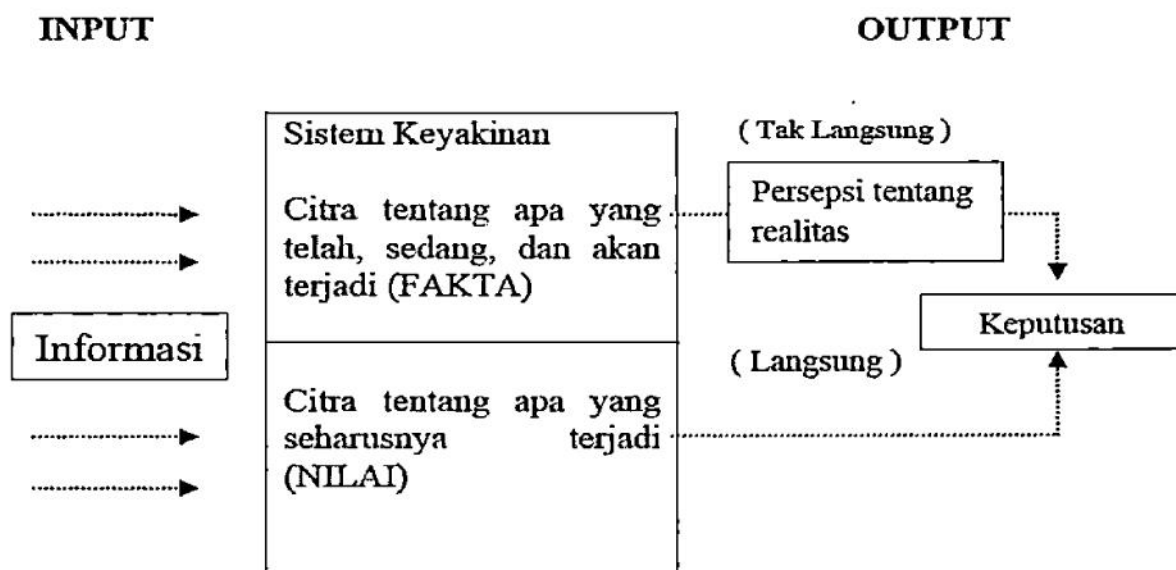 INPUT
OUTPUT
Sistem Keyakinan
Citra tentang apa yang
telah, sedang, dan akan
terjadi (FAKTA)
( Tak Langsung )
Persepsi tentang
realitas
Keputusan
Informasi
( Langsung )
Citra tentang apa yang
seharusnya terjadi
(NILAI)